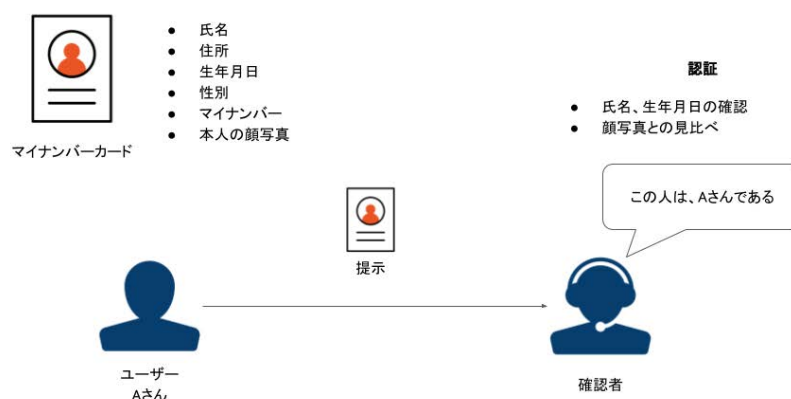 ● 氏名
● 住所
● 生年月日
● 性別
● マイナンバー
● 本人の顔写真
マイナンバーカード
認証
● 氏名、生年月日の確認
● 顔写真との見比べ
この人は、Aさんである
提示
ユーザー
Aさん
確認者